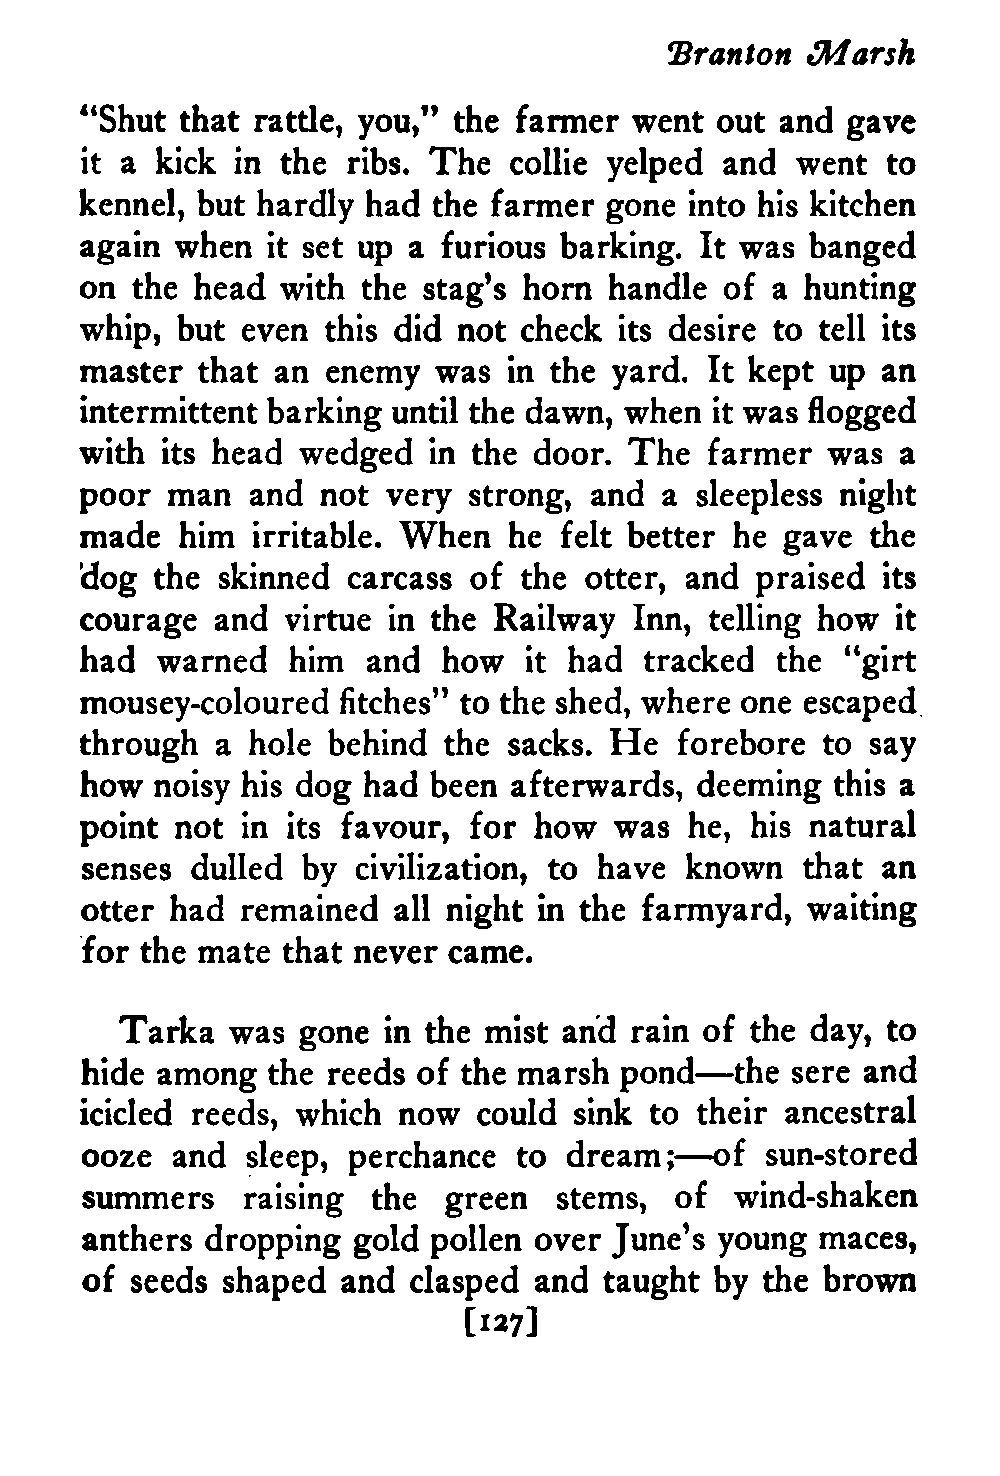 Branton Marsh
“Shut that rattle, you,” the farmer went out and gave
it a kick in the ribs. The collie yelped and went to
kennel, but hardly had the farmer gone into his kitchen
again when it set up a furious barking. It was banged
on the head with the stag’s horn handle of a hunting
whip, but even this did not check its desire to tell its
master that an enemy was in the yard. It kept up an
intermittent barking until the dawn, when it was flogged
with its head wedged in the door. The farmer was a
poor man and not very strong, and a sleepless night
made him irritable. When he felt better he gave the
dog the skinned carcass of the otter, and praised its
courage and virtue in the Railway Inn, telling how it
had warned him and how it had tracked the “girt
mousey-coloured fitches” to the shed, where one escaped
through a hole behind the sacks. He forebore to say
how noisy his dog had been afterwards, deeming this a
point not in its favour, for how was he, his natural
senses dulled by civilization, to have known that an
otter had remained all night in the farmyard, waiting
for the mate that never came.
Tarka was gone in the mist and rain of the day, to
hide among the reeds of the marsh pond—the sere and
icicled reeds, which now could sink to their ancestral
ooze and sleep, perchance to dream;—of sun-stored
summers raising the green stems, of wind-shaken
anthers dropping gold pollen over June’s young maces,
of seeds shaped and clasped and taught by the brown
[127]